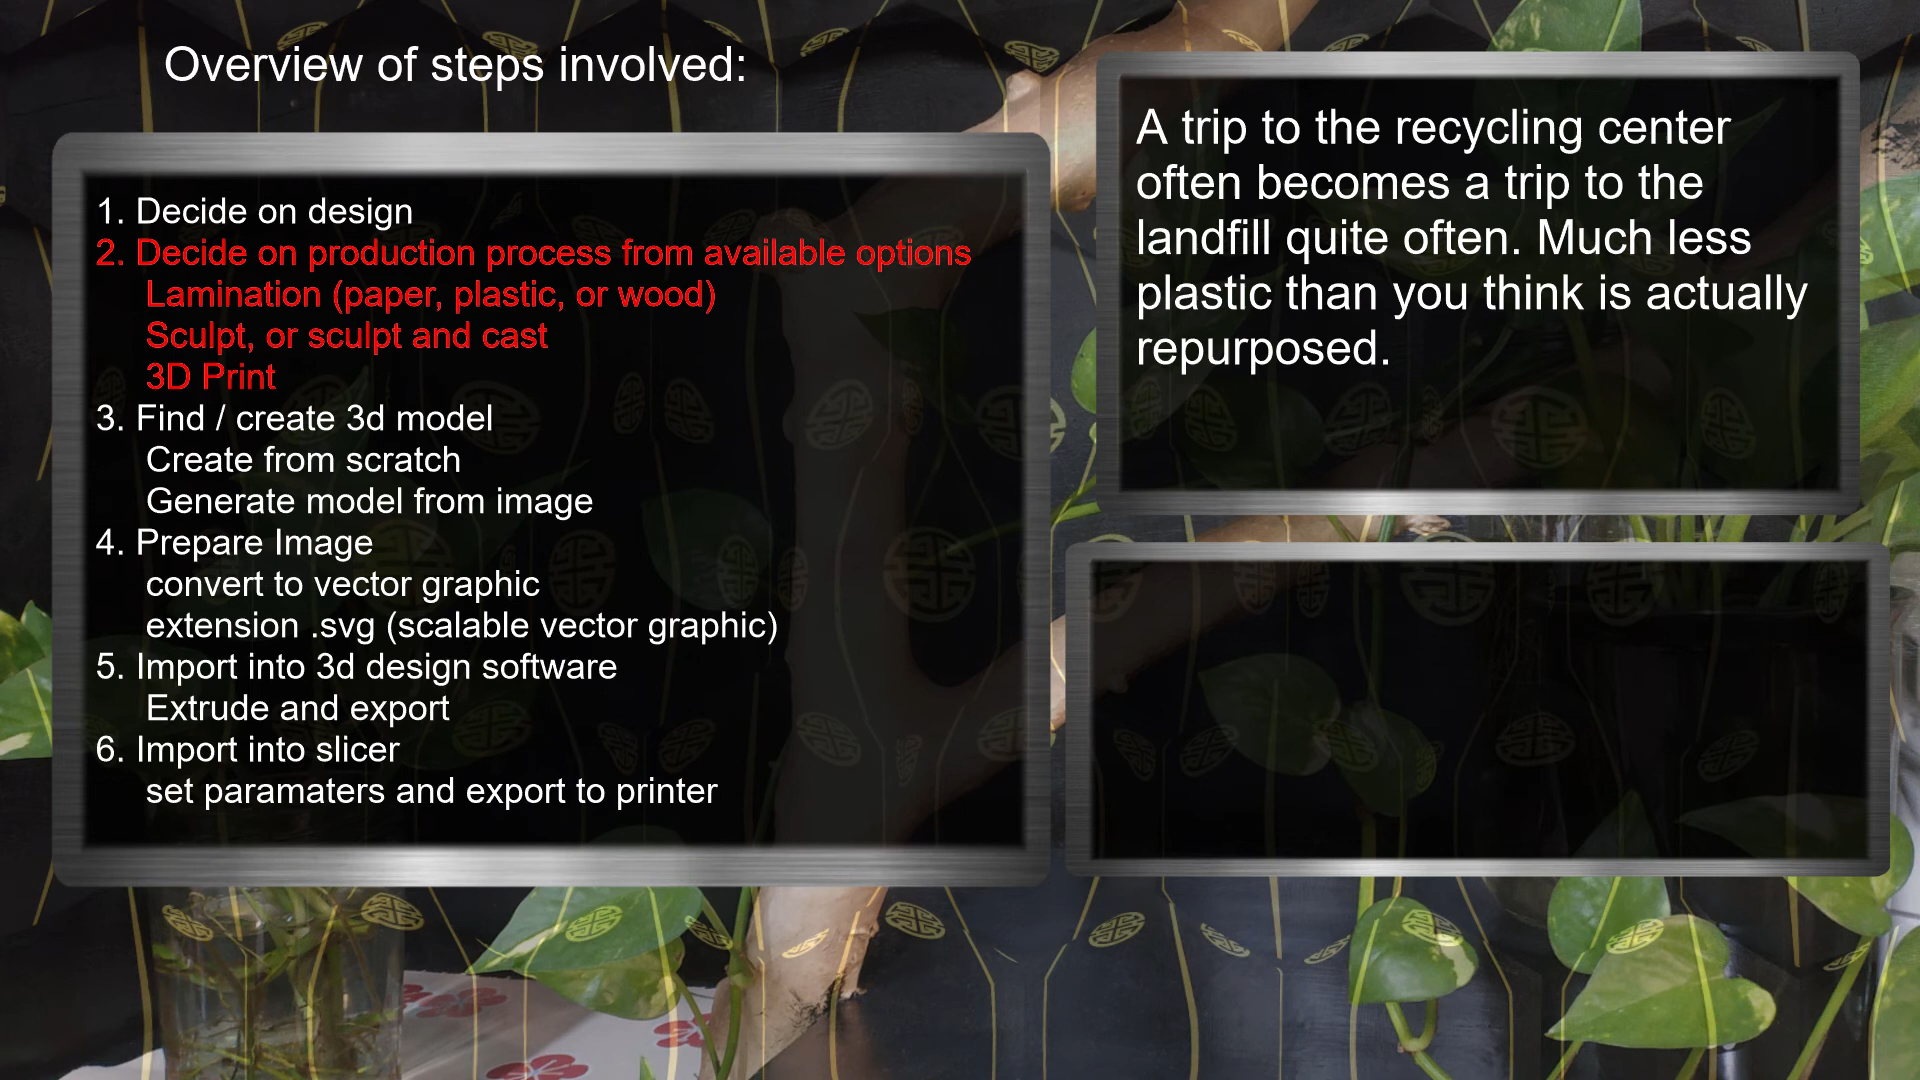 Overview of steps involved:
1. Decide on design
2. Decide on production process from available options
Lamination (paper, plastic, or wood)
Sculpt, or sculpt and cast
3D Print
3. Find / create 3d model
Create from scratch
Generate model from image
4. Prepare Image
convert to vector graphic
extension .svg (scalable vector graphic)
5. Import into 3d design software
Extrude and export
6. Import into slicer
set paramaters and export to printer
A trip to the recycling center
often becomes a trip to the
landfill quite often. Much less
plastic than you think is actually
repurposed.